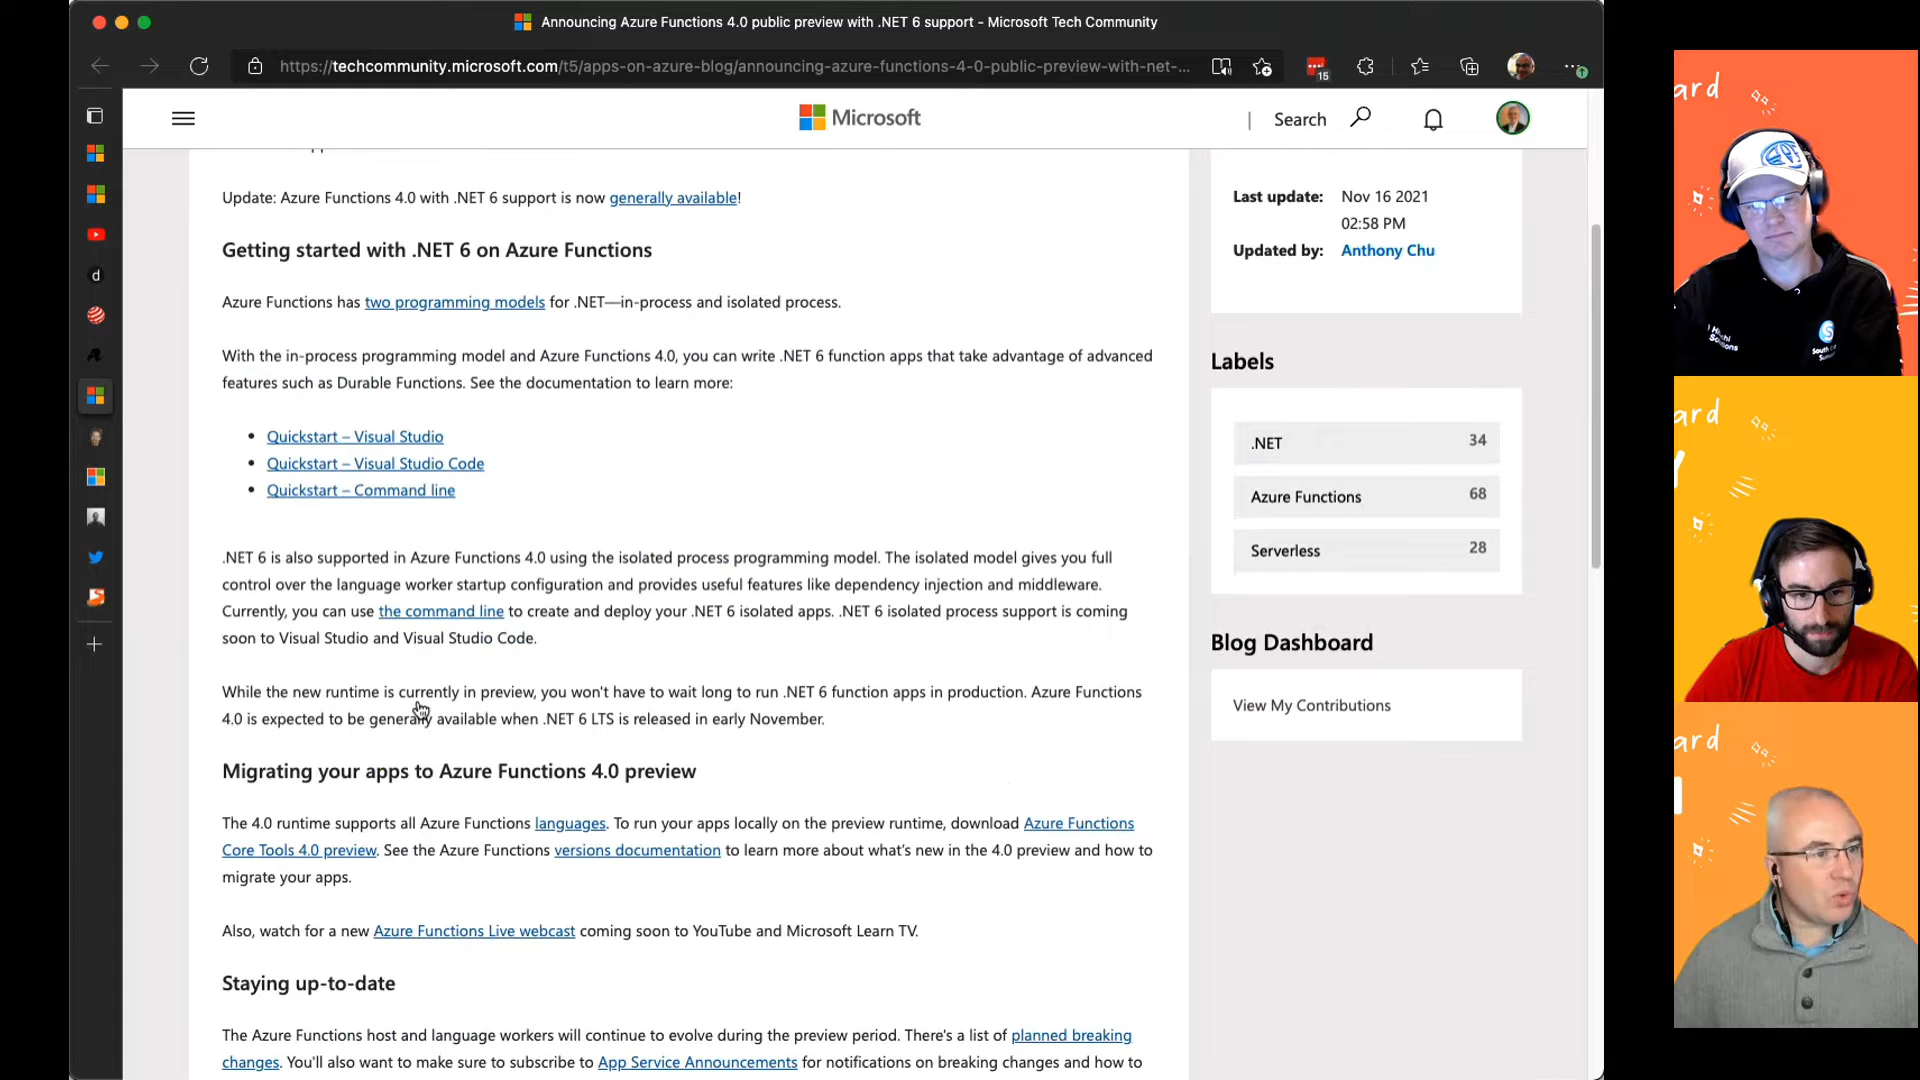 Announcing Azure Functions 4.0 public preview with .NET 6 support - Microsoft Tech Community
https://techcommunity.microsoft.com/t5/apps-on-azure-blog/announcing-azure-functions-4-0-public-preview-with-net-...
15
Microsoft
| Search
Update: Azure Functions 4.0 with .NET 6 support is now generally available!
Getting started with .NET 6 on Azure Functions
Azure Functions has two programming models for .NET—in-process and isolated process.
With the in-process programming model and Azure Functions 4.0, you can write .NET 6 function apps that take advantage of advanced
features such as Durable Functions. See the documentation to learn more:
• Quickstart – Visual Studio
• Quickstart – Visual Studio Code
• Quickstart – Command line
.NET 6 is also supported in Azure Functions 4.0 using the isolated process programming model. The isolated model gives you full
control over the language worker startup configuration and provides useful features like dependency injection and middleware.
Currently, you can use the command line to create and deploy your .NET 6 isolated apps. .NET 6 isolated process support is coming
soon to Visual Studio and Visual Studio Code.
While the new runtime is currently in preview, you won't have to wait long to run .NET 6 function apps in production. Azure Functions
4.0 is expected to be generally available when .NET 6 LTS is released in early November.
Migrating your apps to Azure Functions 4.0 preview
The 4.0 runtime supports all Azure Functions languages. To run your apps locally on the preview runtime, download Azure Functions
Core Tools 4.0 preview. See the Azure Functions versions documentation to learn more about what's new in the 4.0 preview and how to
migrate your apps.
Also, watch for a new Azure Functions Live webcast coming soon to YouTube and Microsoft Learn TV.
Staying up-to-date
The Azure Functions host and language workers will continue to evolve during the preview period. There's a list of planned breaking
changes. You'll also want to make sure to subscribe to App Service Announcements for notifications on breaking changes and how to
Last update: Nov 16 2021
02:58 PM
Updated by: Anthony Chu
Labels
.NET 34
Azure Functions 68
Serverless 28
Blog Dashboard
View My Contributions
d
ard
ard
ard